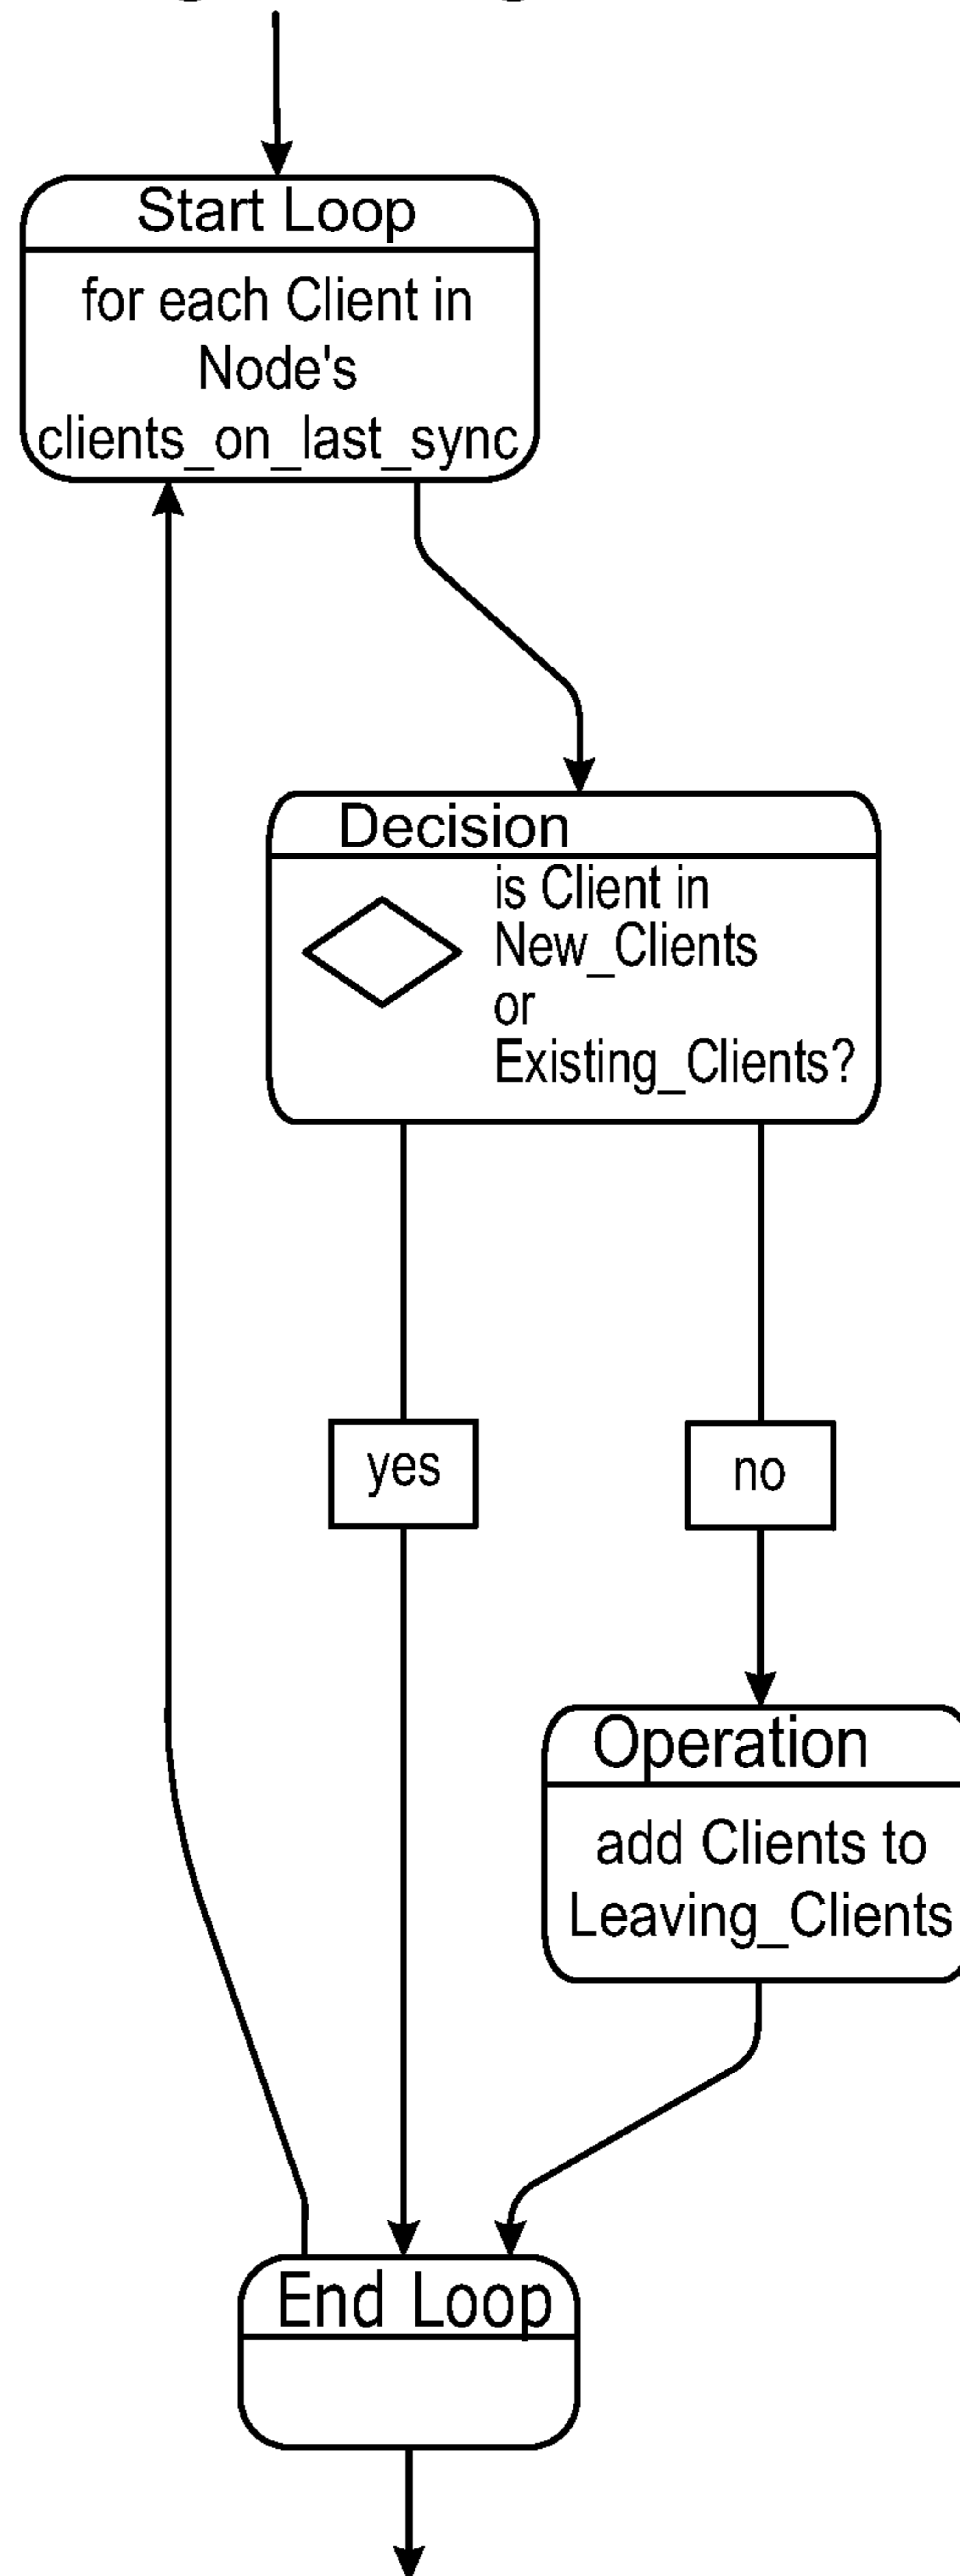 Start Loop
for each Client in
Node's
clients_on_last_sync
Decision
is Client in
New_Clients
or
Existing_Clients?
yes
no
Operation
add Clients to
Leaving_Clients
End Loop